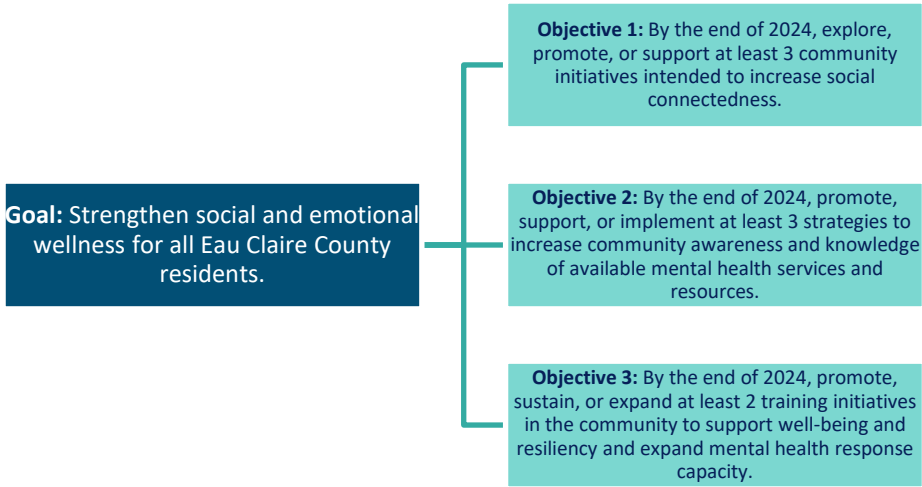 Goal: Strengthen social and emotional
wellness for all Eau Claire County
residents.
Objective 1: By the end of 2024, explore,
promote, or support at least 3 community
initiatives intended to increase social
connectedness.
Objective 2: By the end of 2024, promote,
support, or implement at least 3 strategies to
increase community awareness and knowledge
of available mental health services and
resources.
Objective 3: By the end of 2024, promote,
sustain, or expand at least 2 training initiatives
in the community to support well-being and
resiliency and expand mental health response
capacity.